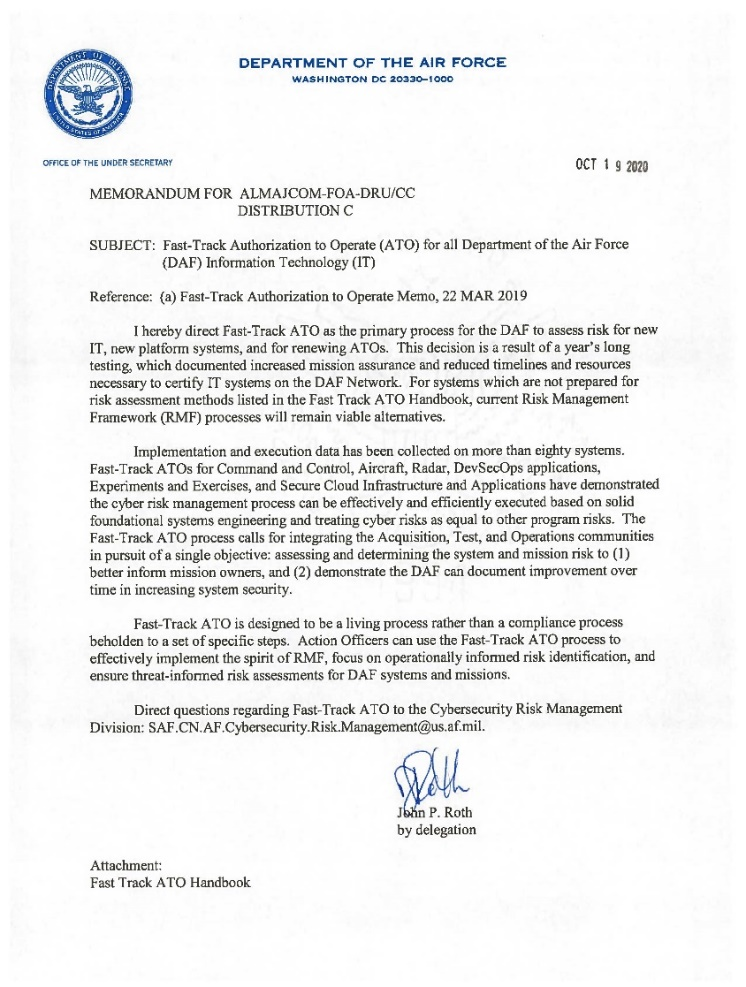 DEPARTMENT OF DEFENSE
UNITED STATES OF AMERICA
DEPARTMENT OF THE AIR FORCE
WASHINGTON DC 20330-1000
OFFICE OF THE UNDER SECRETARY
OCT 19 2020
MEMORANDUM FOR ALMAJCOM-FOA-DRU/CC
DISTRIBUTION C
SUBJECT: Fast-Track Authorization to Operate (ATO) for all Department of the Air Force
(DAF) Information Technology (IT)
Reference: (a) Fast-Track Authorization to Operate Memo, 22 MAR 2019
I hereby direct Fast-Track ATO as the primary process for the DAF to assess risk for new
IT, new platform systems, and for renewing ATOs. This decision is a result of a year's long
testing, which documented increased mission assurance and reduced timelines and resources
necessary to certify IT systems on the DAF Network. For systems which are not prepared for
risk assessment methods listed in the Fast Track ATO Handbook, current Risk Management
Framework (RMF) processes will remain viable alternatives.
Implementation and execution data has been collected on more than eighty systems.
Fast-Track ATOs for Command and Control, Aircraft, Radar, DevSecOps applications,
Experiments and Exercises, and Secure Cloud Infrastructure and Applications have demonstrated
the cyber risk management process can be effectively and efficiently executed based on solid
foundational systems engineering and treating cyber risks as equal to other program risks. The
Fast-Track ATO process calls for integrating the Acquisition, Test, and Operations communities
in pursuit of a single objective: assessing and determining the system and mission risk to (1)
better inform mission owners, and (2) demonstrate the DAF can document improvement over
time in increasing system security.
Fast-Track ATO is designed to be a living process rather than a compliance process
beholden to a set of specific steps. Action Officers can use the Fast-Track ATO process to
effectively implement the spirit of RMF, focus on operationally informed risk identification, and
ensure threat-informed risk assessments for DAF systems and missions.
Direct questions regarding Fast-Track ATO to the Cybersecurity Risk Management
Division: SAF.CN.AF.Cybersecurity.Risk.Management@us.af.mil.
John P. Roth
by delegation
Attachment:
Fast Track ATO Handbook